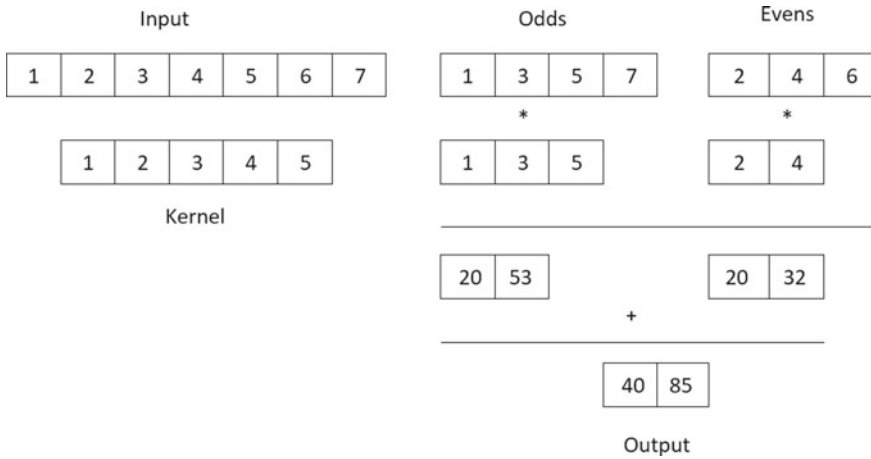 Input
Odds
Evens
1 2 3 4 5 6 7
1 3 5 7
2 4 6
* *
1 2 3 4 5
1 3 5
2 4
Kernel
20 53
20 32
+
40 85
Output